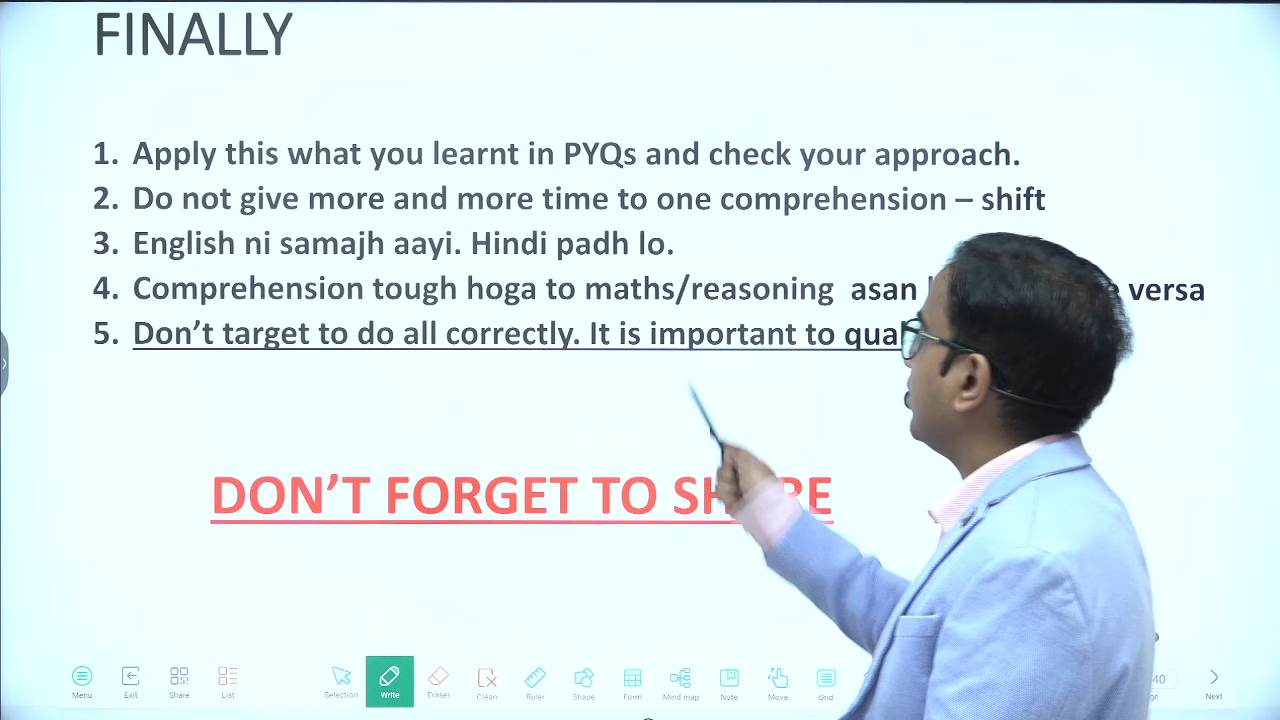 FINALLY
1. Apply this what you learnt in PYQs and check your approach.
2. Do not give more and more time to one comprehension – shift
3. English ni samajh aayi. Hindi padh lo.
4. Comprehension tough hoga to maths/reasoning asan versa
5. Don't target to do all correctly. It is important to
DON'T FORGET TO
Menu Exit Share List Selection Write Eraser Clean Ruler Shape Form Mind map Note Move Grid 40 Next